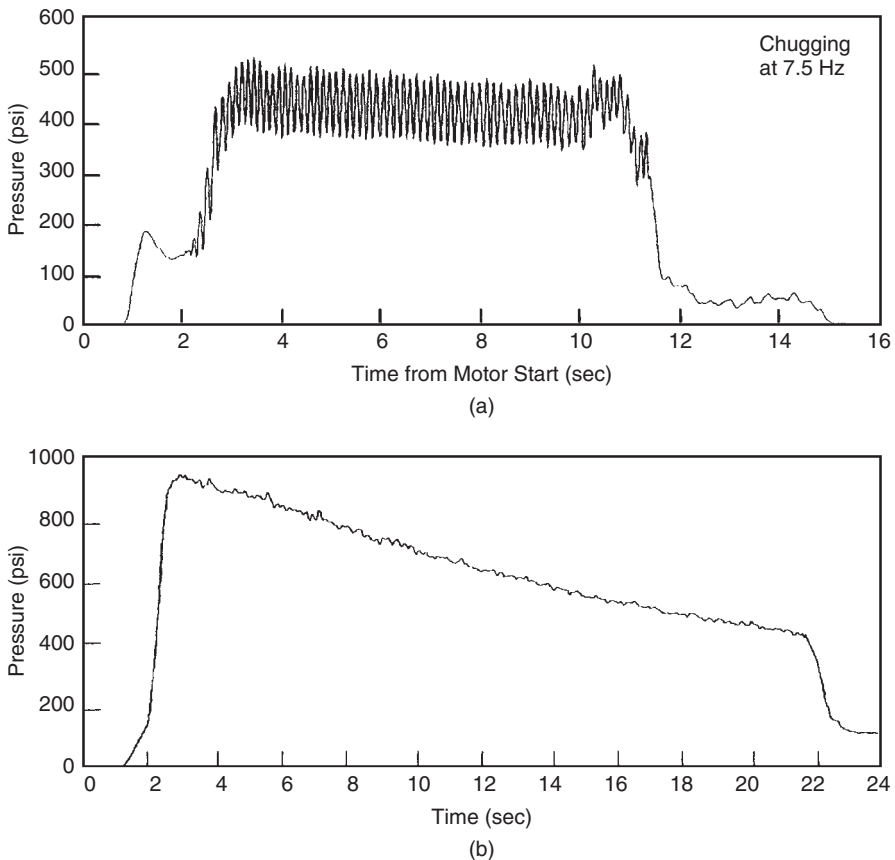 600
500
400
300
200
100
0
Pressure (psi)
Chugging
at 7.5 Hz
0 2 4 6 8 10 12 14 16
Time from Motor Start (sec)
(a)
1000
800
600
400
200
0
Pressure (psi)
0 2 4 6 8 10 12 14 16 18 20 22 24
Time (sec)
(b)